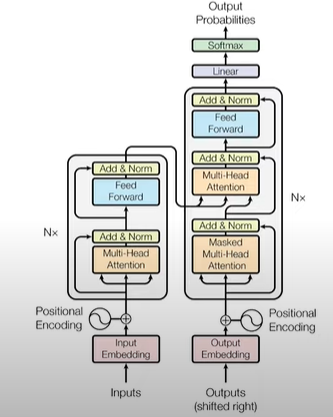 Output
Probabilities
Softmax
Linear
Add & Norm
Feed
Forward
Add & Norm
Multi-Head
Attention
Add & Norm
Masked
Multi-Head
Attention
Nx
Add & Norm
Feed
Forward
Add & Norm
Multi-Head
Attention
Nx
Positional
Encoding
Input
Embedding
Inputs
Positional
Encoding
Output
Embedding
Outputs
(shifted right)